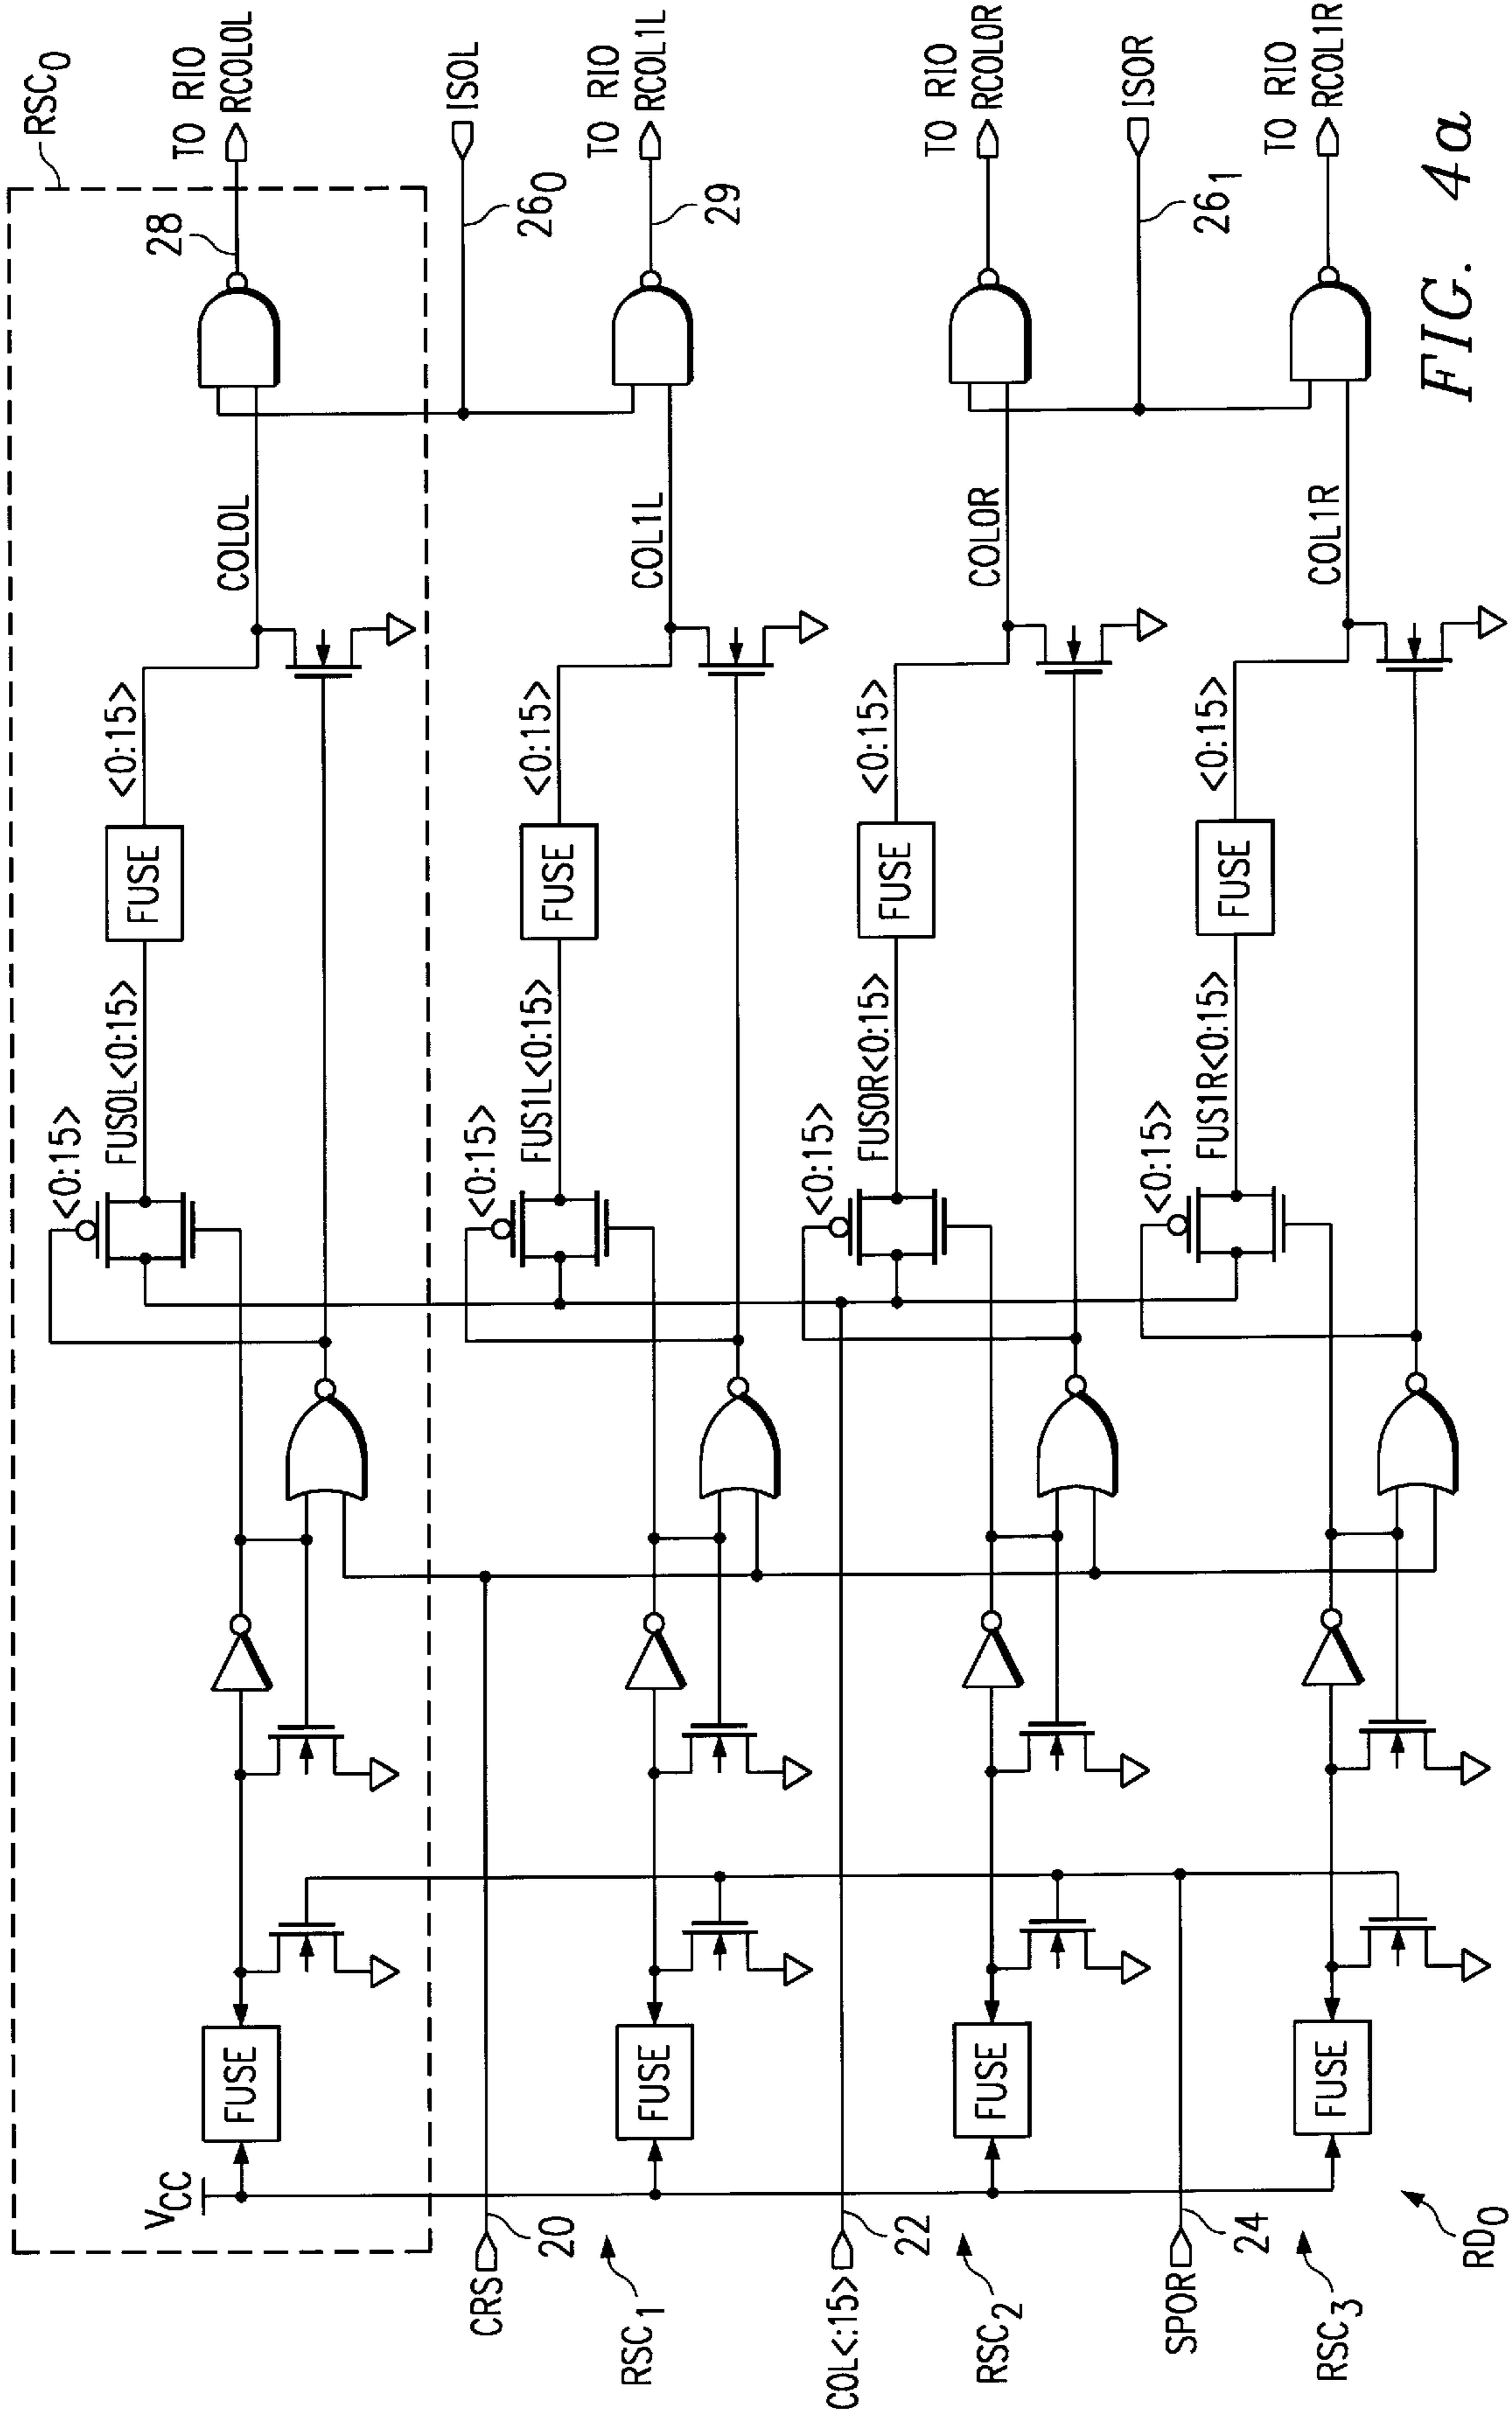 RSC0
VCC
FUSE
<0:15>
FUS0L<0:15>
FUSE
<0:15>
COL0L
28
TO RIO
RCOL0L
CRS
20
260
ISOL
RSC1
FUSE
<0:15>
FUS1L<0:15>
FUSE
<0:15>
COL1L
29
TO RIO
RCOL1L
COL<:15>
22
RSC2
FUSE
<0:15>
FUS0R<0:15>
FUSE
<0:15>
COL0R
TO RIO
RCOL0R
SPOR
24
261
ISOR
RSC3
FUSE
<0:15>
FUS1R<0:15>
FUSE
<0:15>
COL1R
TO RIO
RCOL1R
RD0
FIG. 4a